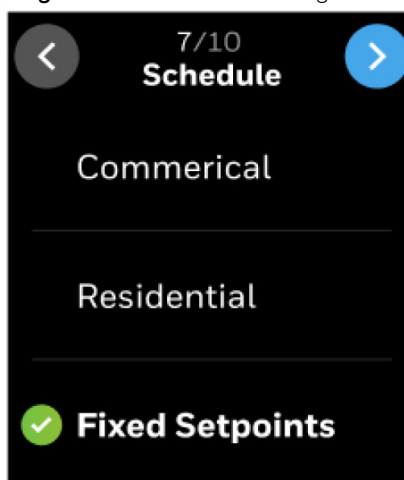 7/10
Schedule
Commerical
Residential
Fixed Setpoints